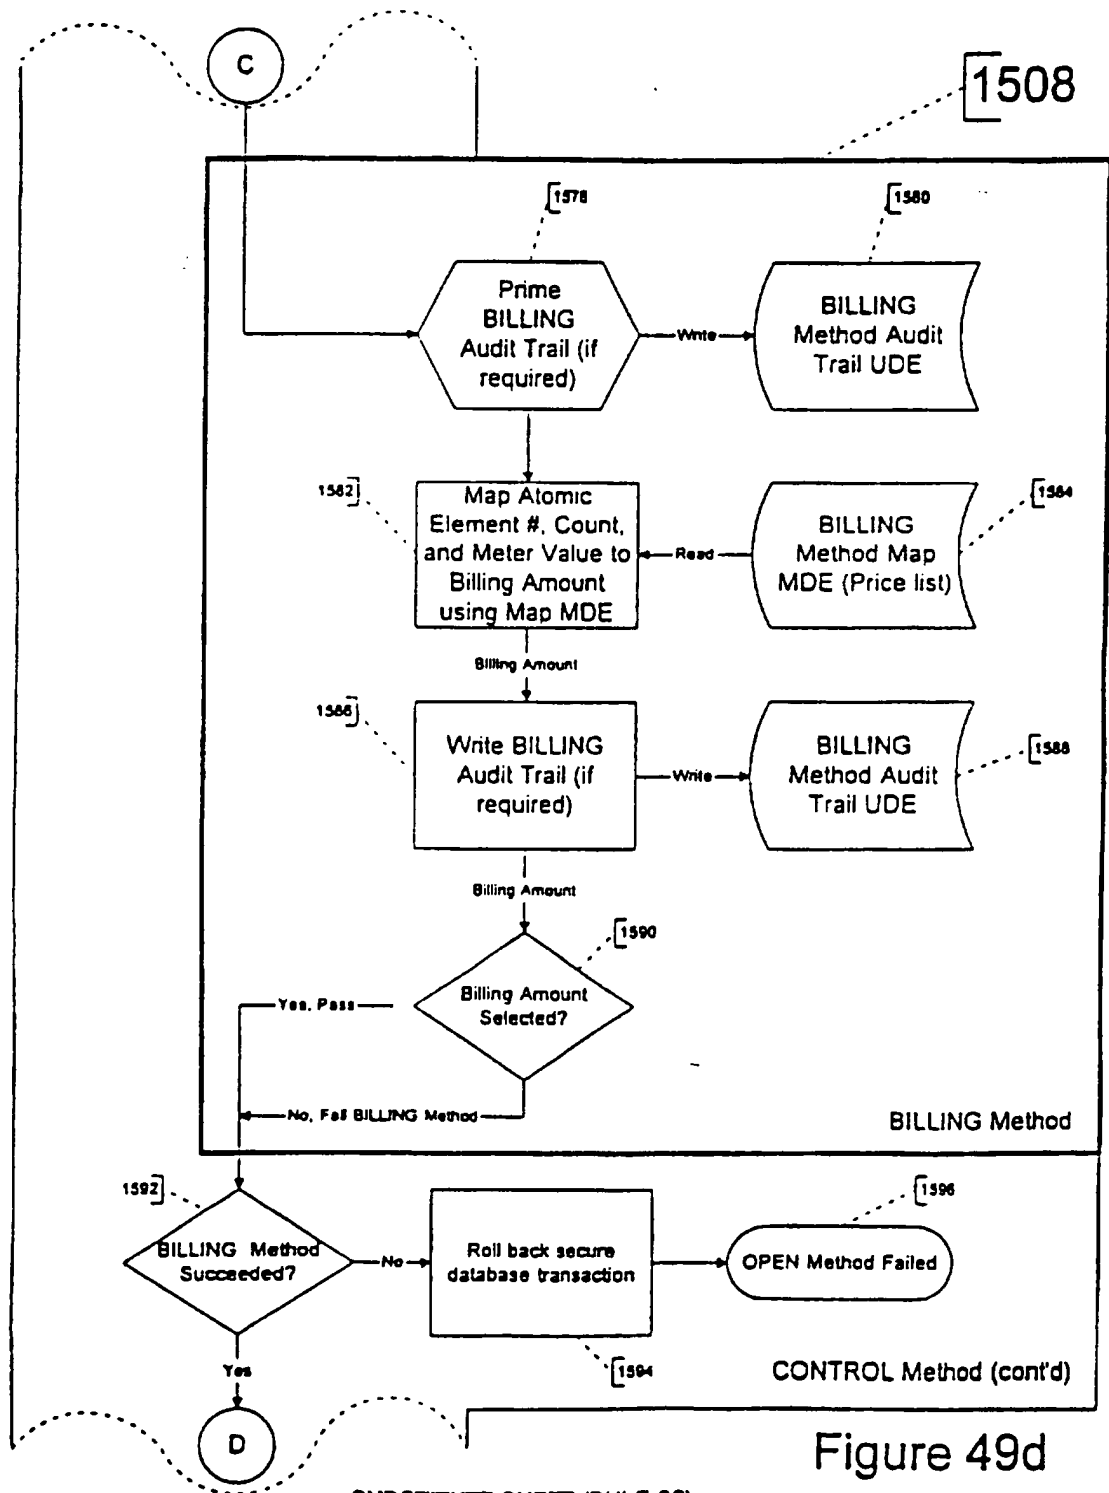 C
1508
1578
1580
Prime
BILLING
Audit Trail (if
required)
Write
BILLING
Method Audit
Trail UDE
1582
1584
Map Atomic
Element #, Count,
and Meter Value to
Billing Amount
using Map MDE
Read
BILLING
Method Map
MDE (Price list)
Billing Amount
1586
1588
Write BILLING
Audit Trail (if
required)
Write
BILLING
Method Audit
Trail UDE
Billing Amount
1590
Billing Amount
Selected?
Yes, Pass
No, Fail BILLING Method
BILLING Method
1592
1596
BILLING Method
Succeeded?
No
Roll back secure
database transaction
OPEN Method Failed
Yes
1594
CONTROL Method (cont'd)
D
Figure 49d